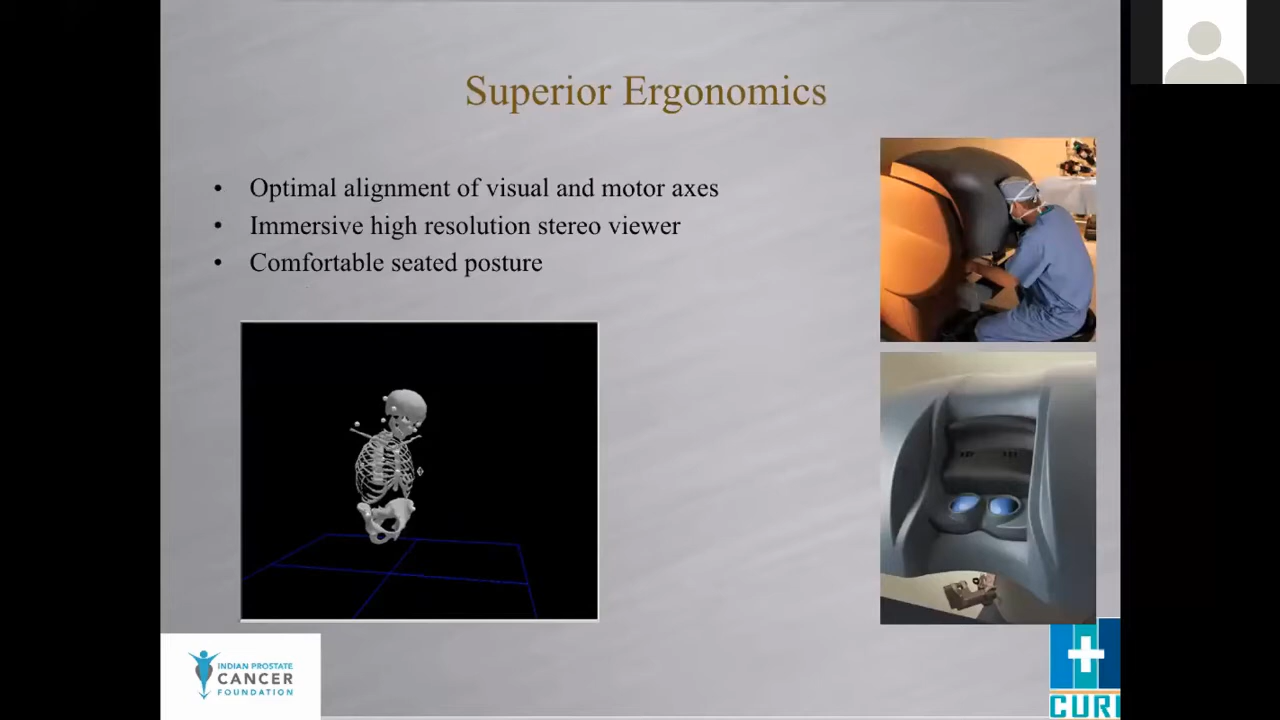 Superior Ergonomics
• Optimal alignment of visual and motor axes
• Immersive high resolution stereo viewer
• Comfortable seated posture
INDIAN PROSTATE
CANCER
FOUNDATION
CURI